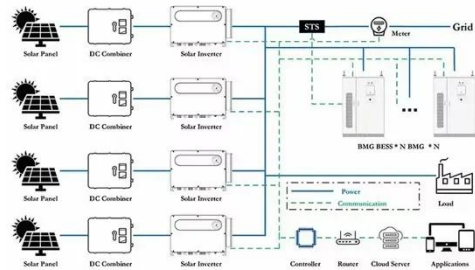 STS
Meter
Grid
Solar Panel
DC Combiner
Solar Inverter
Solar Panel
DC Combiner
Solar Inverter
BMG BESS * N BMG * N
Solar Panel
DC Combiner
Solar Inverter
Power
Communication
Load
Solar Panel
DC Combiner
Solar Inverter
Controller
Router
Cloud Server
Applications